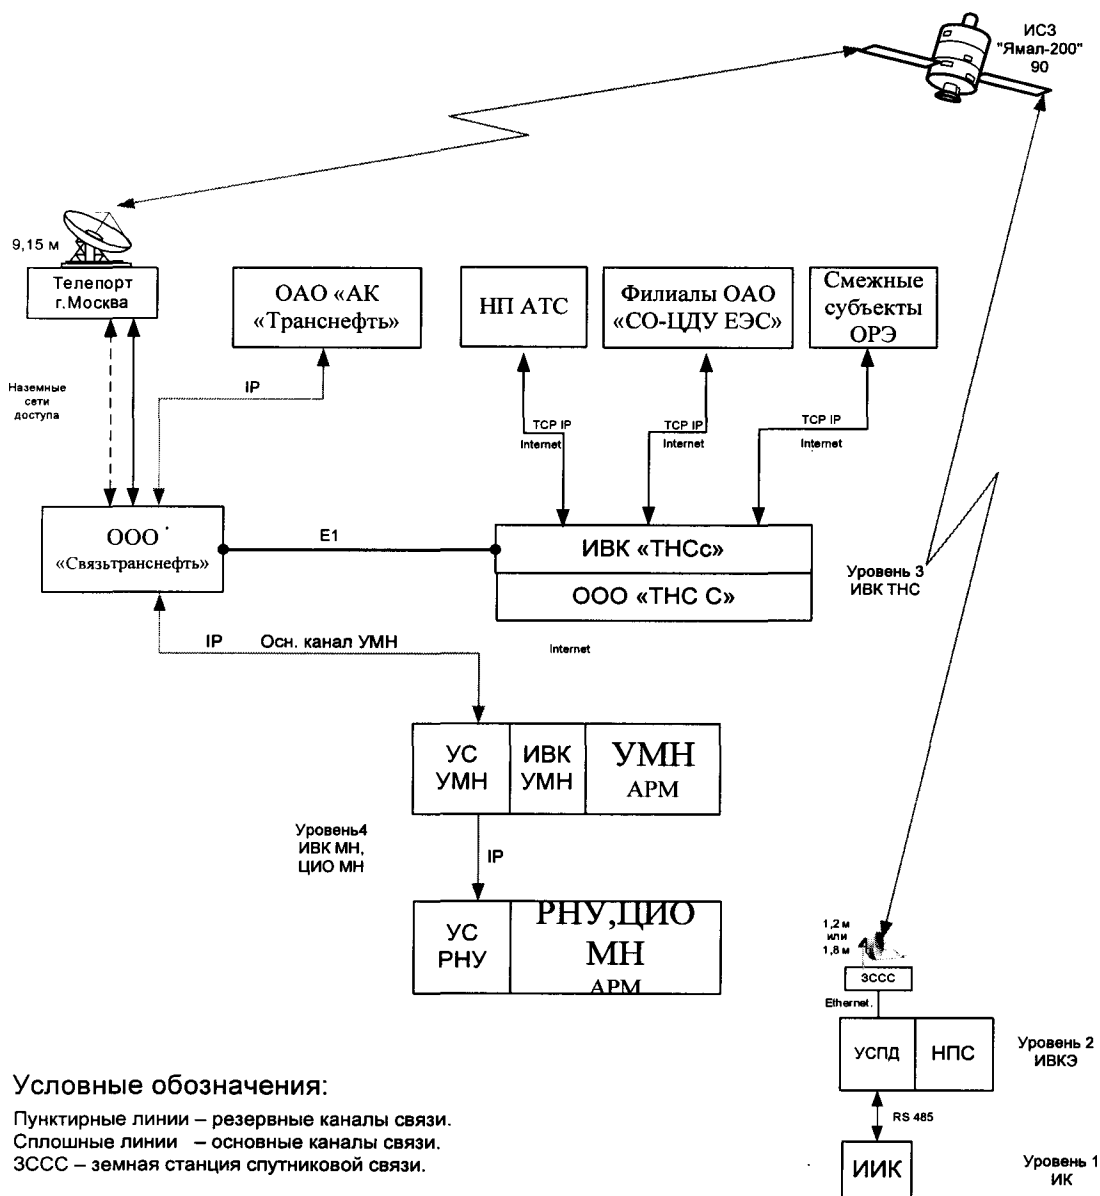 ИСЗ
"Ямал-200"
90
9,15 м
Телепорт
г.Москва
ОАО «АК
«Транснефть»
НП АТС
Филиалы ОАО
«СО-ЦДУ ЕЭС»
Смежные
субъекты
ОРЭ
Наземные
сети
доступа
IP
TCP IP
Internet
TCP IP
Internet
TCP IP
Internet
ООО
«Связьтранснефть»
E1
ИВК «ТНСс»
ООО «ТНС С»
Уровень 3
ИВК ТНС
IP
Осн. канал УМН
Internet
УС
УМН
ИВК
УМН
УМН
АРМ
Уровень4
ИВК МН,
ЦИО МН
IP
УС
РНУ
РНУ,ЦИО
МН
АРМ
1,2 м
или
1,8 м
ЗССС
Ethernet.
УСПД
НПС
Уровень 2
ИВКЭ
RS 485
ИИК
Уровень 1
ИК
Условные обозначения:
Пунктирные линии – резервные каналы связи.
Сплошные линии – основные каналы связи.
ЗССС – земная станция спутниковой связи.